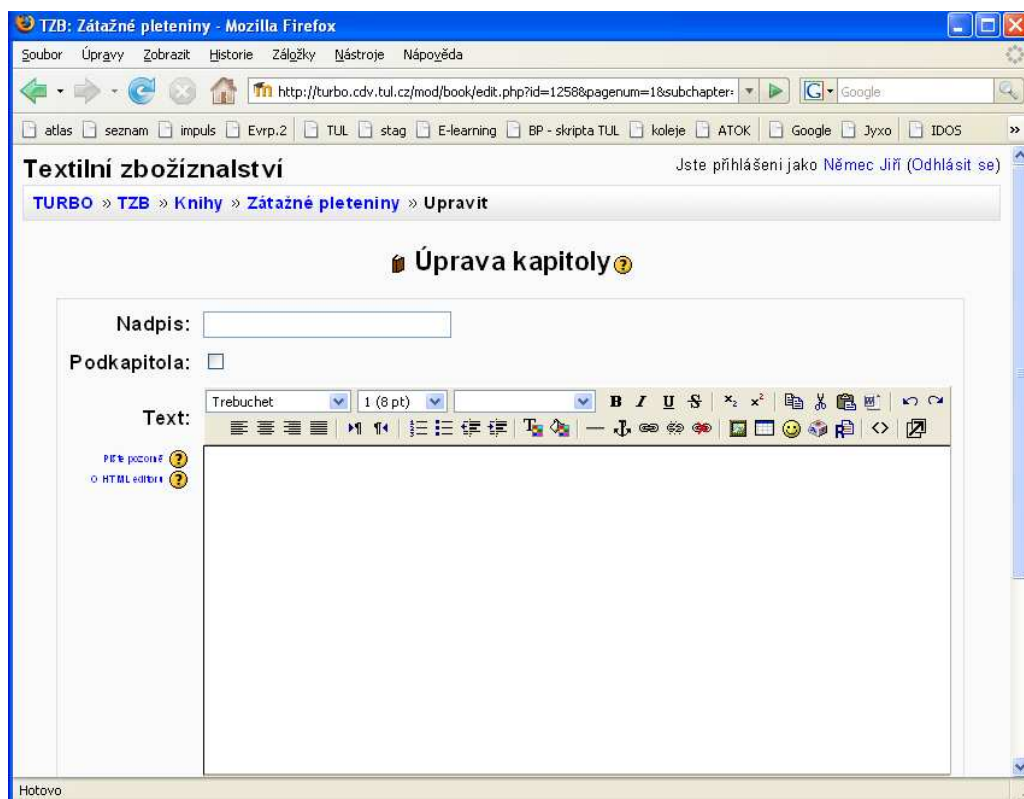 TZB: Zátažné pleteniny - Mozilla Firefox
Soubor Úpravy Zobrazit Historie Záložky Nástroje Nápověda
http://turbo.cdv.tul.cz/mod/book/edit.php?id=1258&pagenum=1&subchapter= Google
atlas seznam impuls Evrp.2 TUL stag E-learning BP - skripta TUL koleje ATOK Google Jyxo IDOS »
Textilní zbožíznalství Jste přihlášeni jako Němec Jiří (Odhlásit se)
TURBO » TZB » Knihy » Zátažné pleteniny » Upravit
Úprava kapitoly
Nadpis:
Podkapitola:
Text:
Trebuchet 1 (8 pt) B I U S
Pište pozorně
O HTML editoru
Hotovo